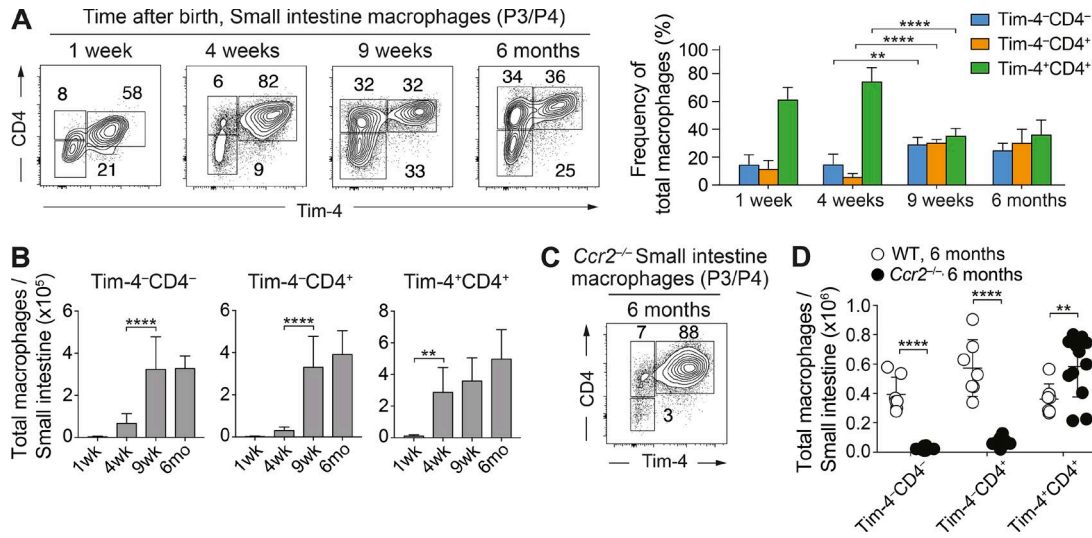 A
Time after birth, Small intestine macrophages (P3/P4)
1 week
4 weeks
9 weeks
6 months
8
58
21
6
82
9
32
32
33
34
36
25
CD4
Tim-4
Frequency of
total macrophages (%)
100
80
60
40
20
0
****
****
**
Tim-4⁻CD4⁻
Tim-4⁻CD4⁺
Tim-4⁺CD4⁺
1 week
4 weeks
9 weeks
6 months
B
Total macrophages /
Small intestine (x10⁵)
Tim-4⁻CD4⁻
6
4
2
0
****
1wk
4wk
9wk
6mo
Tim-4⁻CD4⁺
6
4
2
0
****
1wk
4wk
9wk
6mo
Tim-4⁺CD4⁺
8
6
4
2
0
**
1wk
4wk
9wk
6mo
C
Ccr2⁻/⁻ Small intestine
macrophages (P3/P4)
6 months
7
88
3
CD4
Tim-4
D
WT, 6 months
Ccr2⁻/⁻, 6 months
Total macrophages /
Small intestine (x10⁶)
1.0
0.8
0.6
0.4
0.2
0.0
****
****
**
Tim-4⁻CD4⁻
Tim-4⁻CD4⁺
Tim-4⁺CD4⁺